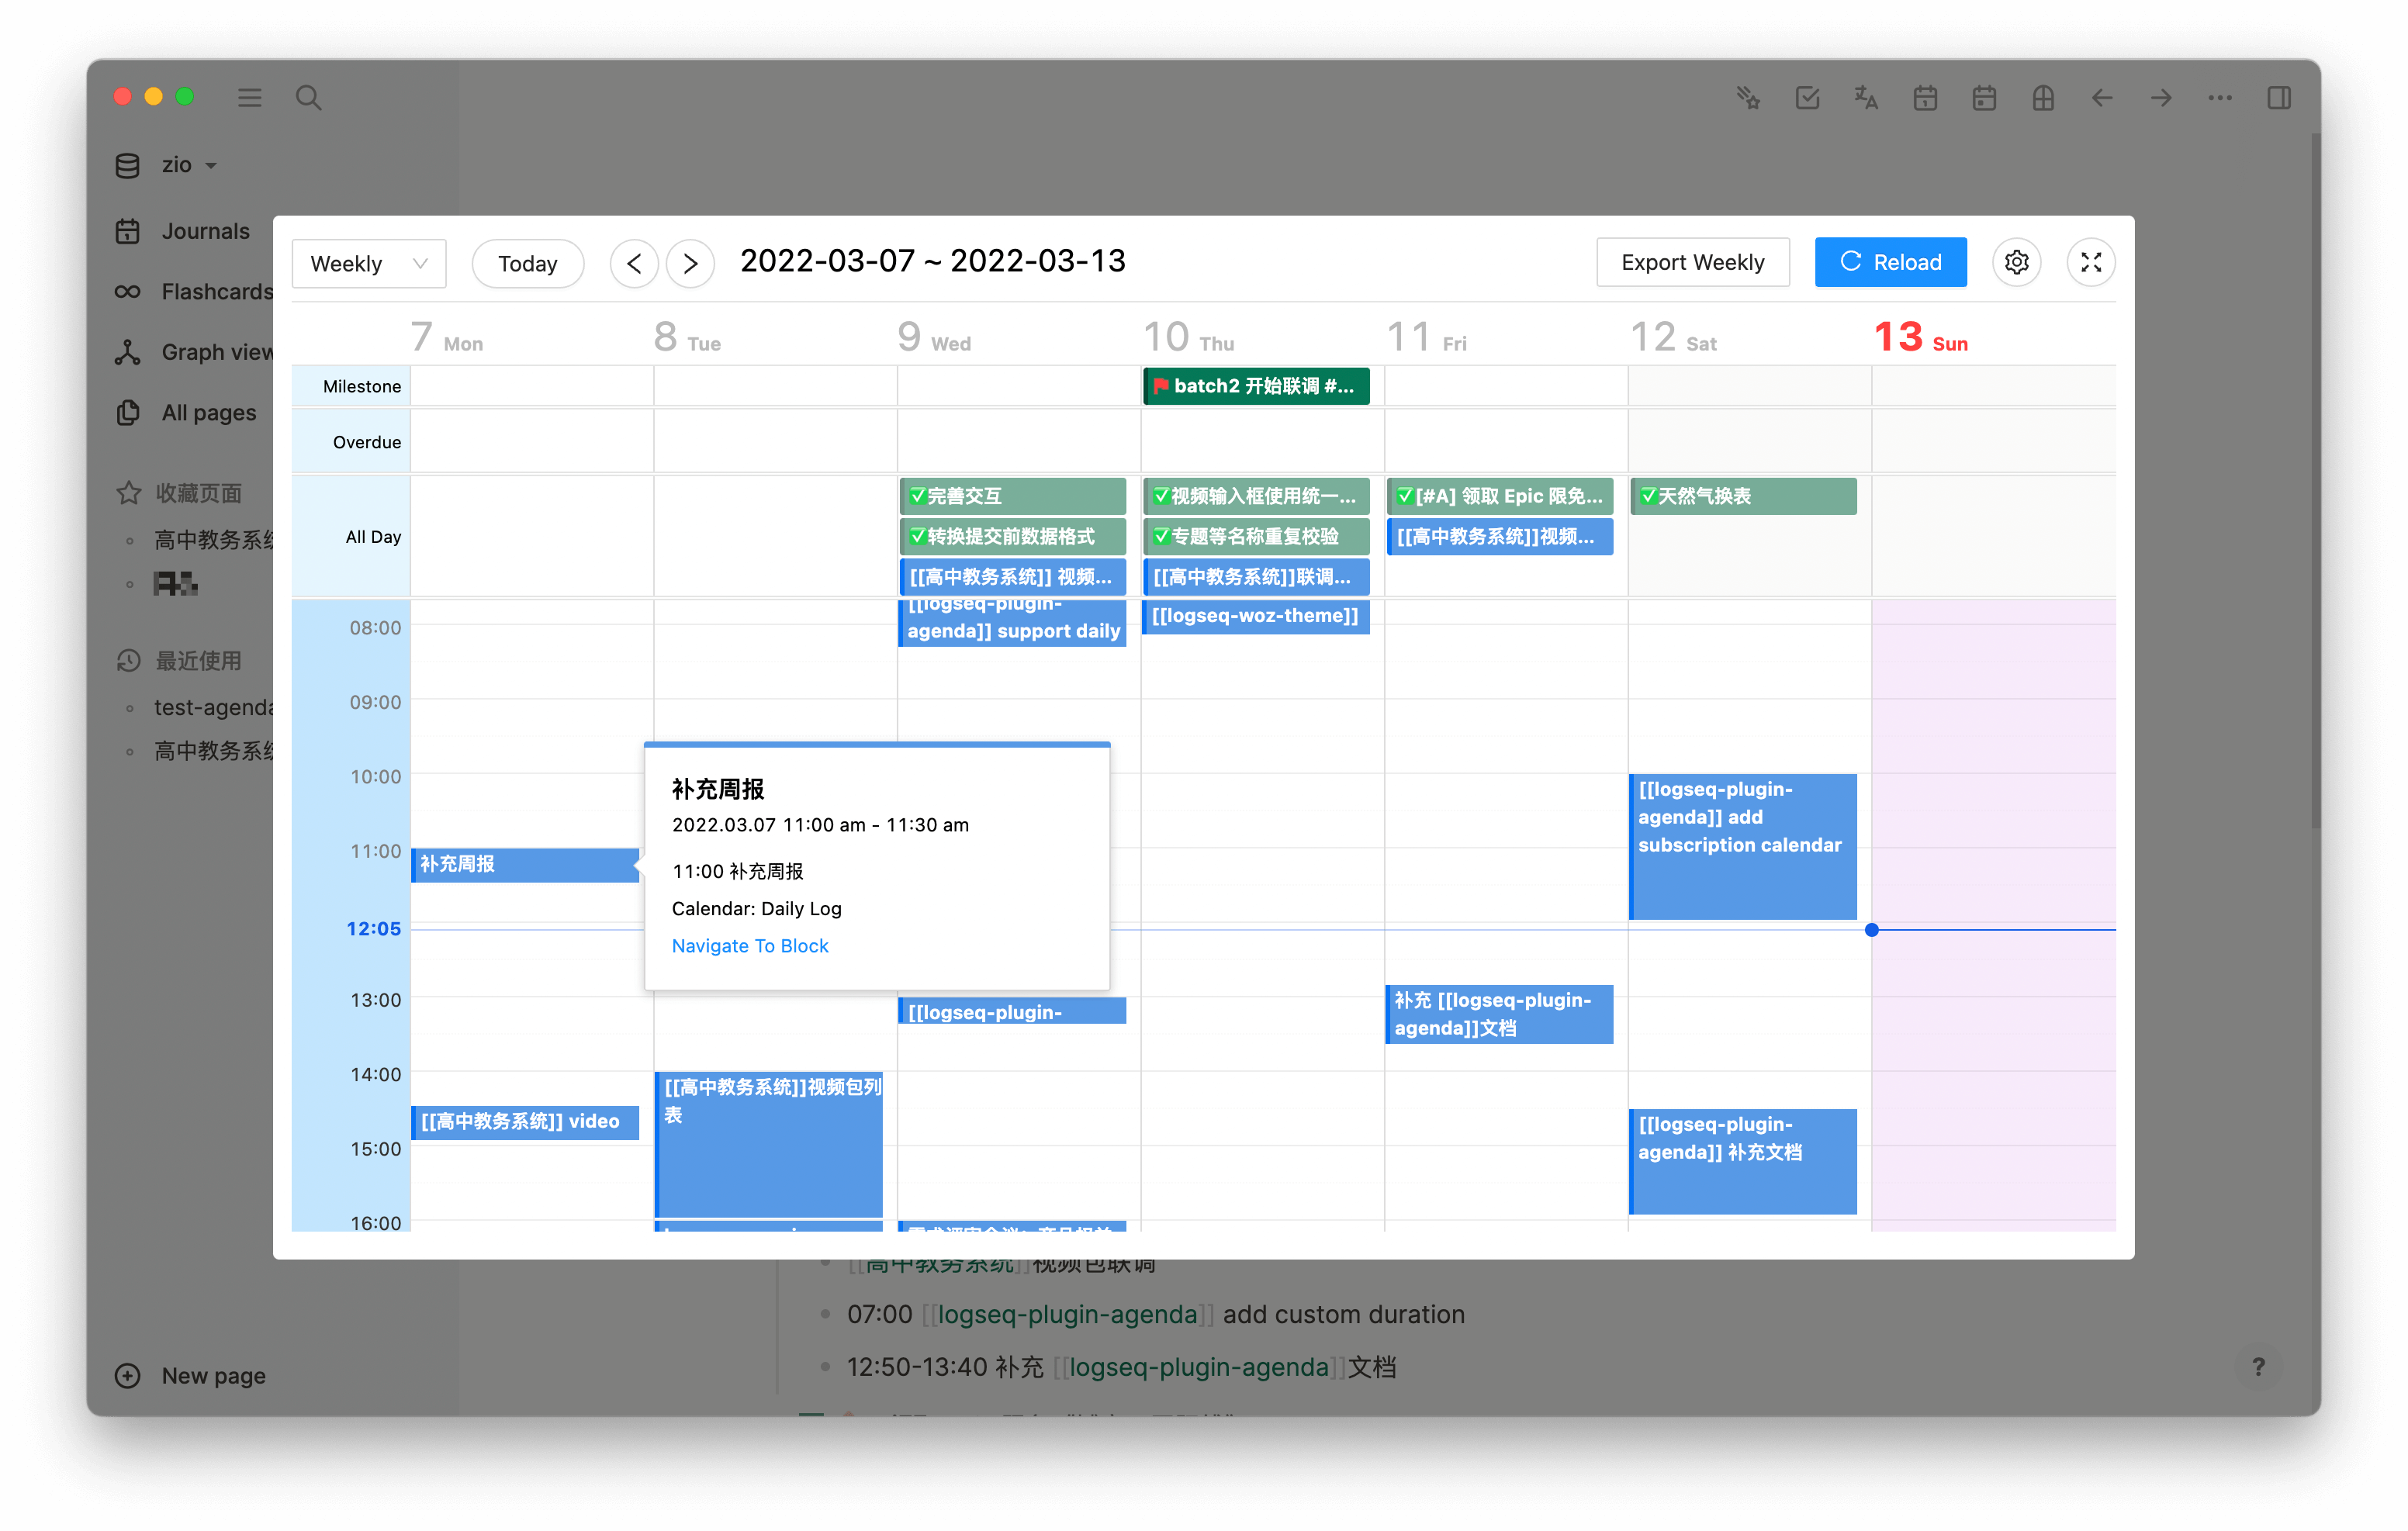 zio
Journals
Flashcards
Graph view
All pages
收藏页面
高中教务系统
最近使用
test-agenda
高中教务系统
New page
Weekly
Today
2022-03-07 ~ 2022-03-13
Export Weekly
Reload
7 Mon
8 Tue
9 Wed
10 Thu
11 Fri
12 Sat
13 Sun
Milestone
batch2 开始联调 #...
Overdue
All Day
✅完善交互
✅视频输入框使用统一...
✅[#A] 领取 Epic 限免...
✅天然气换表
✅转换提交前数据格式
✅专题等名称重复校验
[[高中教务系统]]视频...
[[高中教务系统]] 视频...
[[高中教务系统]]联调...
[[logseq-plugin-
agenda]] support daily
[[logseq-woz-theme]]
08:00
09:00
10:00
11:00
12:05
13:00
14:00
15:00
16:00
补充周报
补充周报
2022.03.07 11:00 am - 11:30 am
11:00 补充周报
Calendar: Daily Log
Navigate To Block
[[logseq-plugin-
agenda]] add
subscription calendar
[[logseq-plugin-
补充 [[logseq-plugin-
agenda]]文档
[[高中教务系统]] video
[[高中教务系统]]视频包列
表
[[logseq-plugin-
agenda]] 补充文档
[[高中教务系统]]视频包联调
07:00 [[logseq-plugin-agenda]] add custom duration
12:50-13:40 补充 [[logseq-plugin-agenda]]文档
?